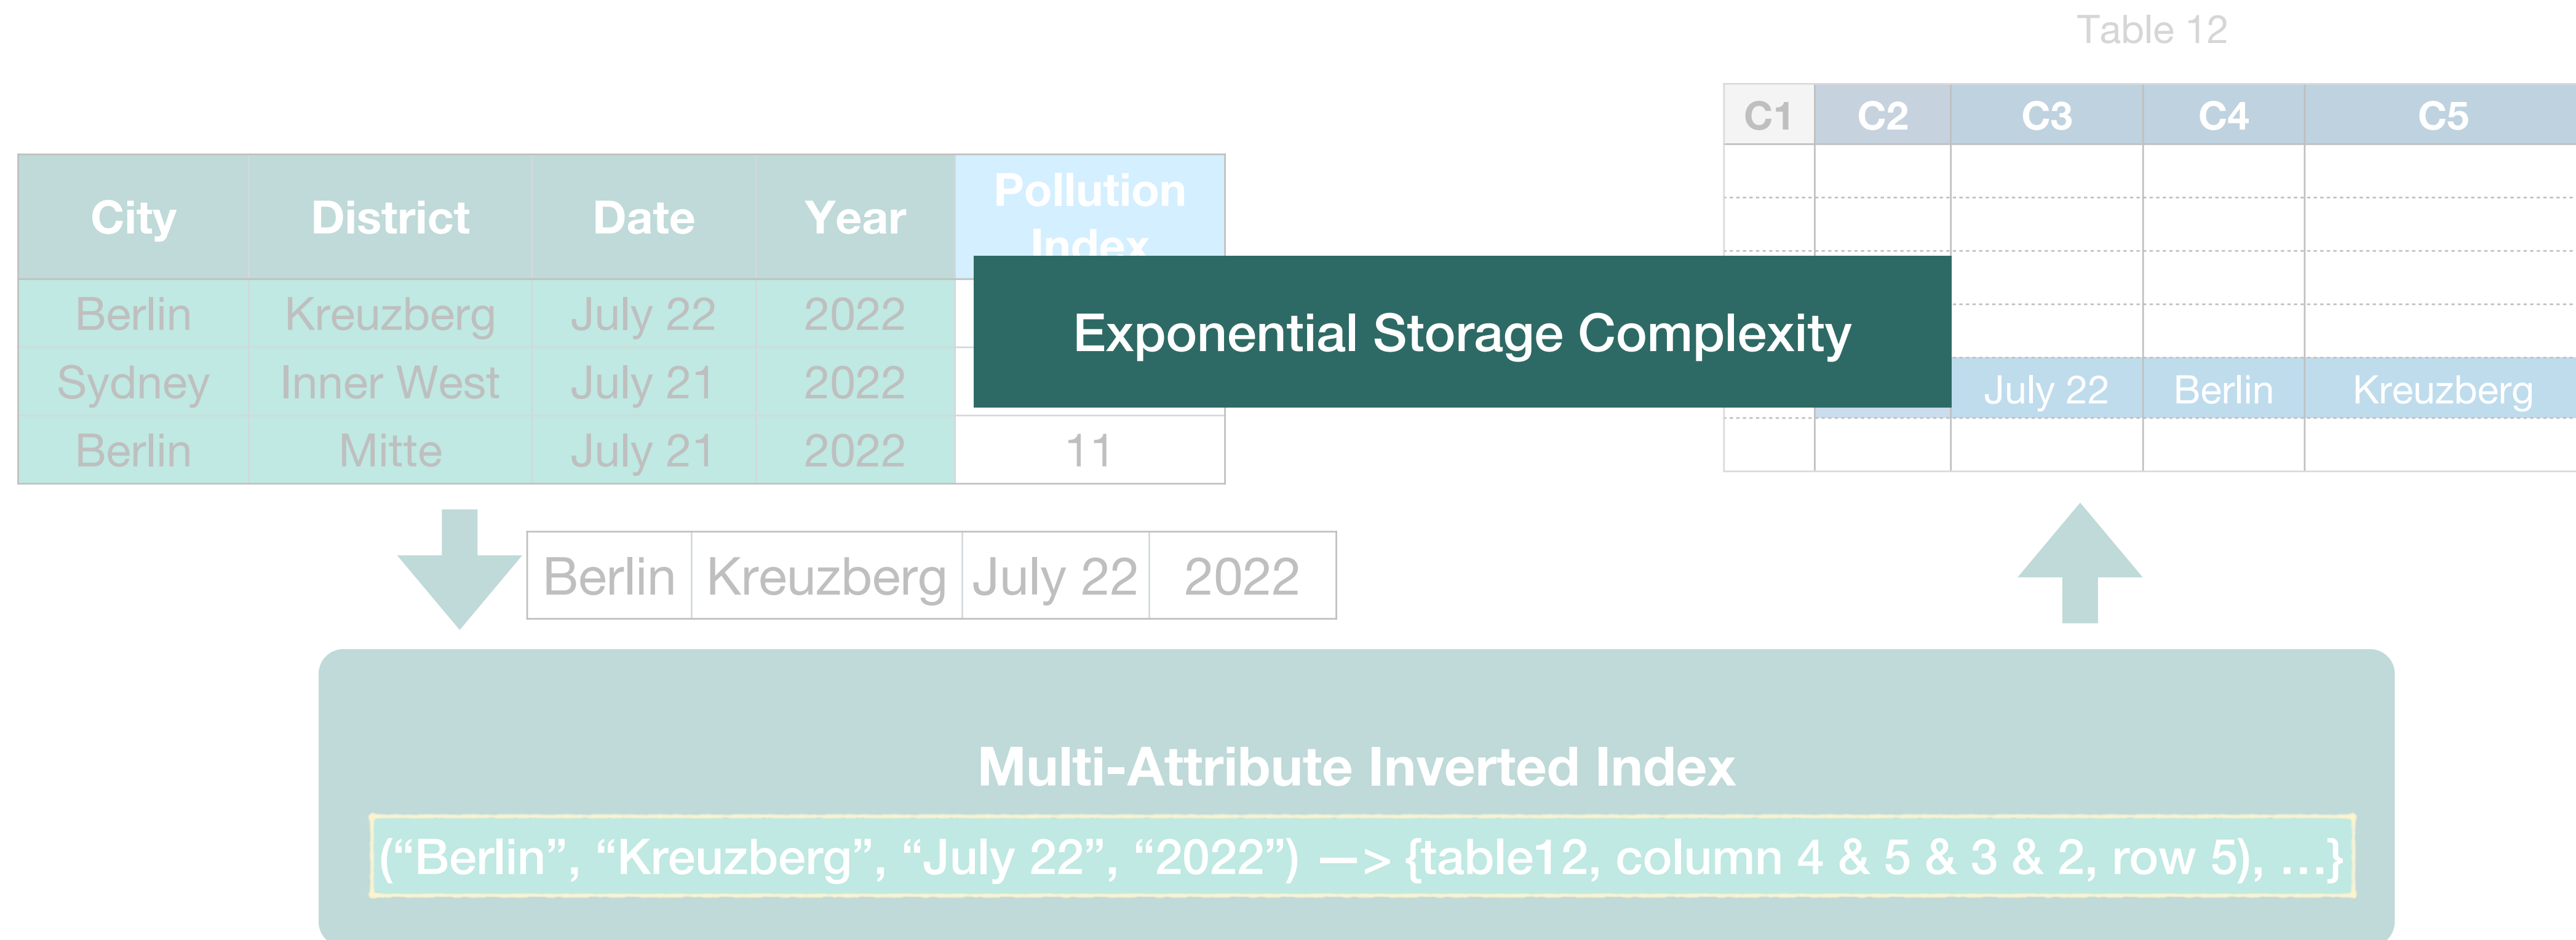 Table 12
C1 C2 C3 C4 C5
City District Date Year Pollution
Index
Berlin Kreuzberg July 22 2022
Sydney Inner West July 21 2022
Berlin Mitte July 21 2022 11
Exponential Storage Complexity
July 22 Berlin Kreuzberg
Berlin Kreuzberg July 22 2022
Multi-Attribute Inverted Index
(“Berlin”, “Kreuzberg”, “July 22”, “2022”) —> {table12, column 4 & 5 & 3 & 2, row 5), …}